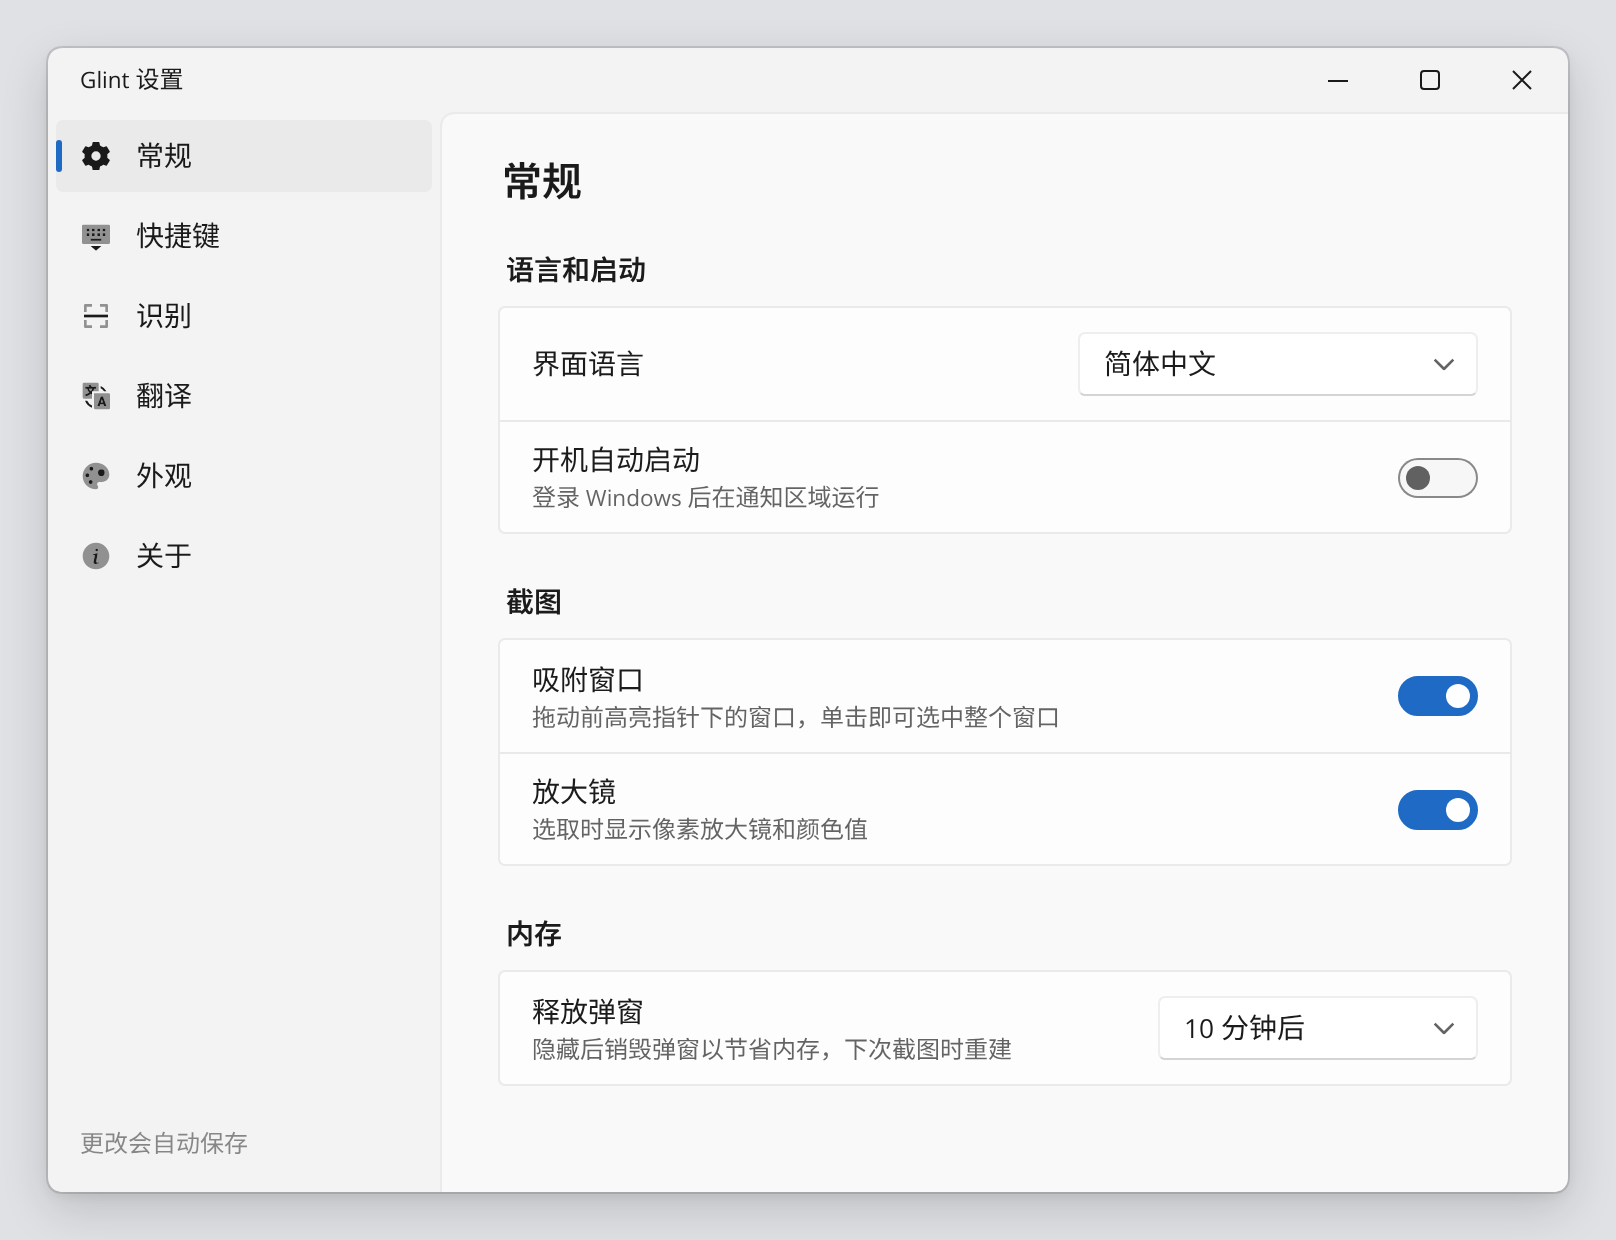 Glint 设置
常规
快捷键
识别
翻译
外观
关于
更改会自动保存
常规
语言和启动
界面语言
简体中文
开机自动启动
登录 Windows 后在通知区域运行
截图
吸附窗口
拖动前高亮指针下的窗口，单击即可选中整个窗口
放大镜
选取时显示像素放大镜和颜色值
内存
释放弹窗
隐藏后销毁弹窗以节省内存，下次截图时重建
10 分钟后